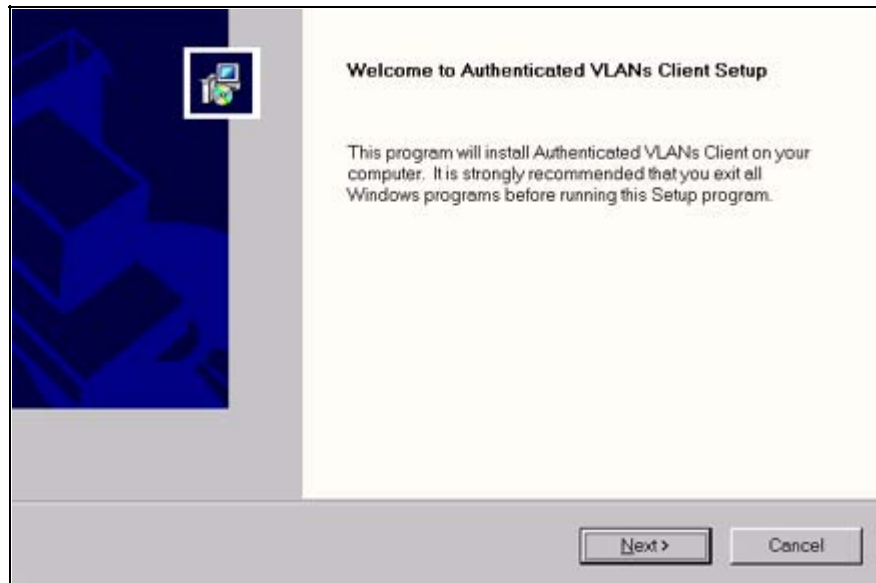 Welcome to Authenticated VLANs Client Setup
This program will install Authenticated VLANs Client on your
computer. It is strongly recommended that you exit all
Windows programs before running this Setup program.
Next >
Cancel